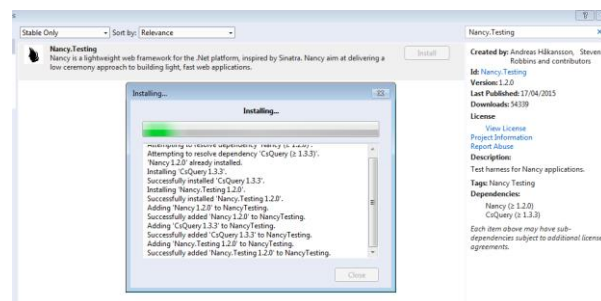 Stable Only
Sort by: Relevance
Nancy.Testing
Nancy.Testing
Nancy is a lightweight web framework for the .Net platform, inspired by Sinatra. Nancy aim at delivering a
low ceremony approach to building light, fast web applications.
Install
Installing...
Installing...
Attempting to resolve dependency 'Nancy (≥ 1.2.0)'.
Attempting to resolve dependency 'CsQuery (≥ 1.3.3)'.
'Nancy 1.2.0' already installed.
Installing 'CsQuery 1.3.3'.
Successfully installed 'CsQuery 1.3.3'.
Installing 'Nancy.Testing 1.2.0'.
Successfully installed 'Nancy.Testing 1.2.0'.
Adding 'Nancy 1.2.0' to NancyTesting.
Successfully added 'Nancy 1.2.0' to NancyTesting.
Adding 'CsQuery 1.3.3' to NancyTesting.
Successfully added 'CsQuery 1.3.3' to NancyTesting.
Adding 'Nancy.Testing 1.2.0' to NancyTesting.
Successfully added 'Nancy.Testing 1.2.0' to NancyTesting.
Close
Created by: Andreas Håkansson, Steven
Robbins and contributors
Id: Nancy.Testing
Version: 1.2.0
Last Published: 17/04/2015
Downloads: 54339
License
View License
Project Information
Report Abuse
Description:
Test harness for Nancy applications.
Tags: Nancy Testing
Dependencies:
Nancy (≥ 1.2.0)
CsQuery (≥ 1.3.3)
Each item above may have sub-
dependencies subject to additional license
agreements.